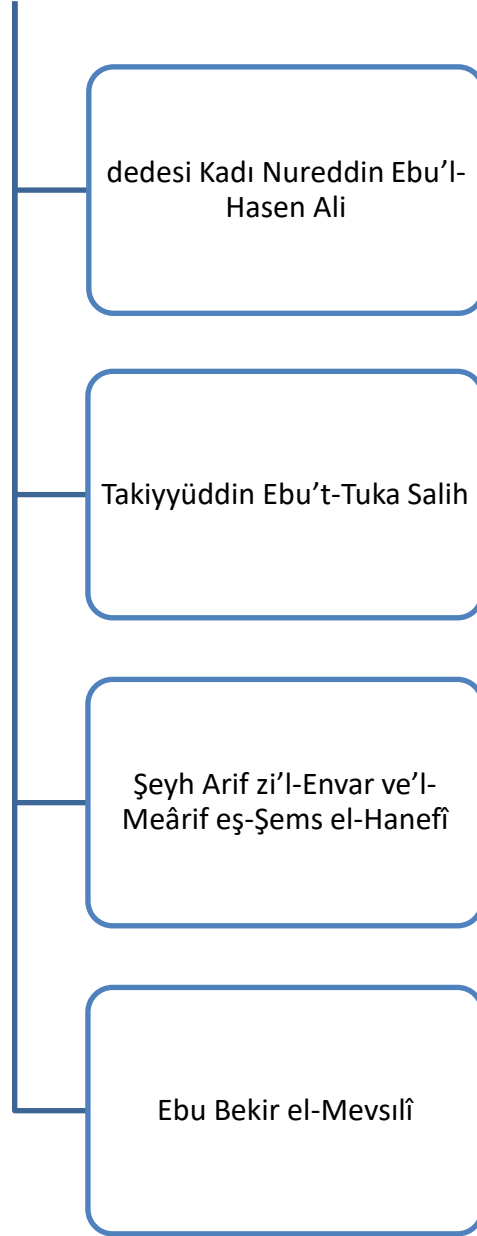 dedesi Kadı Nureddin Ebu’l-
Hasen Ali
Takiyyüddin Ebu’t-Tuka Salih
Şeyh Arif zi’l-Envar ve’l-
Meârif eş-Şems el-Hanefî
Ebu Bekir el-Mevsılî